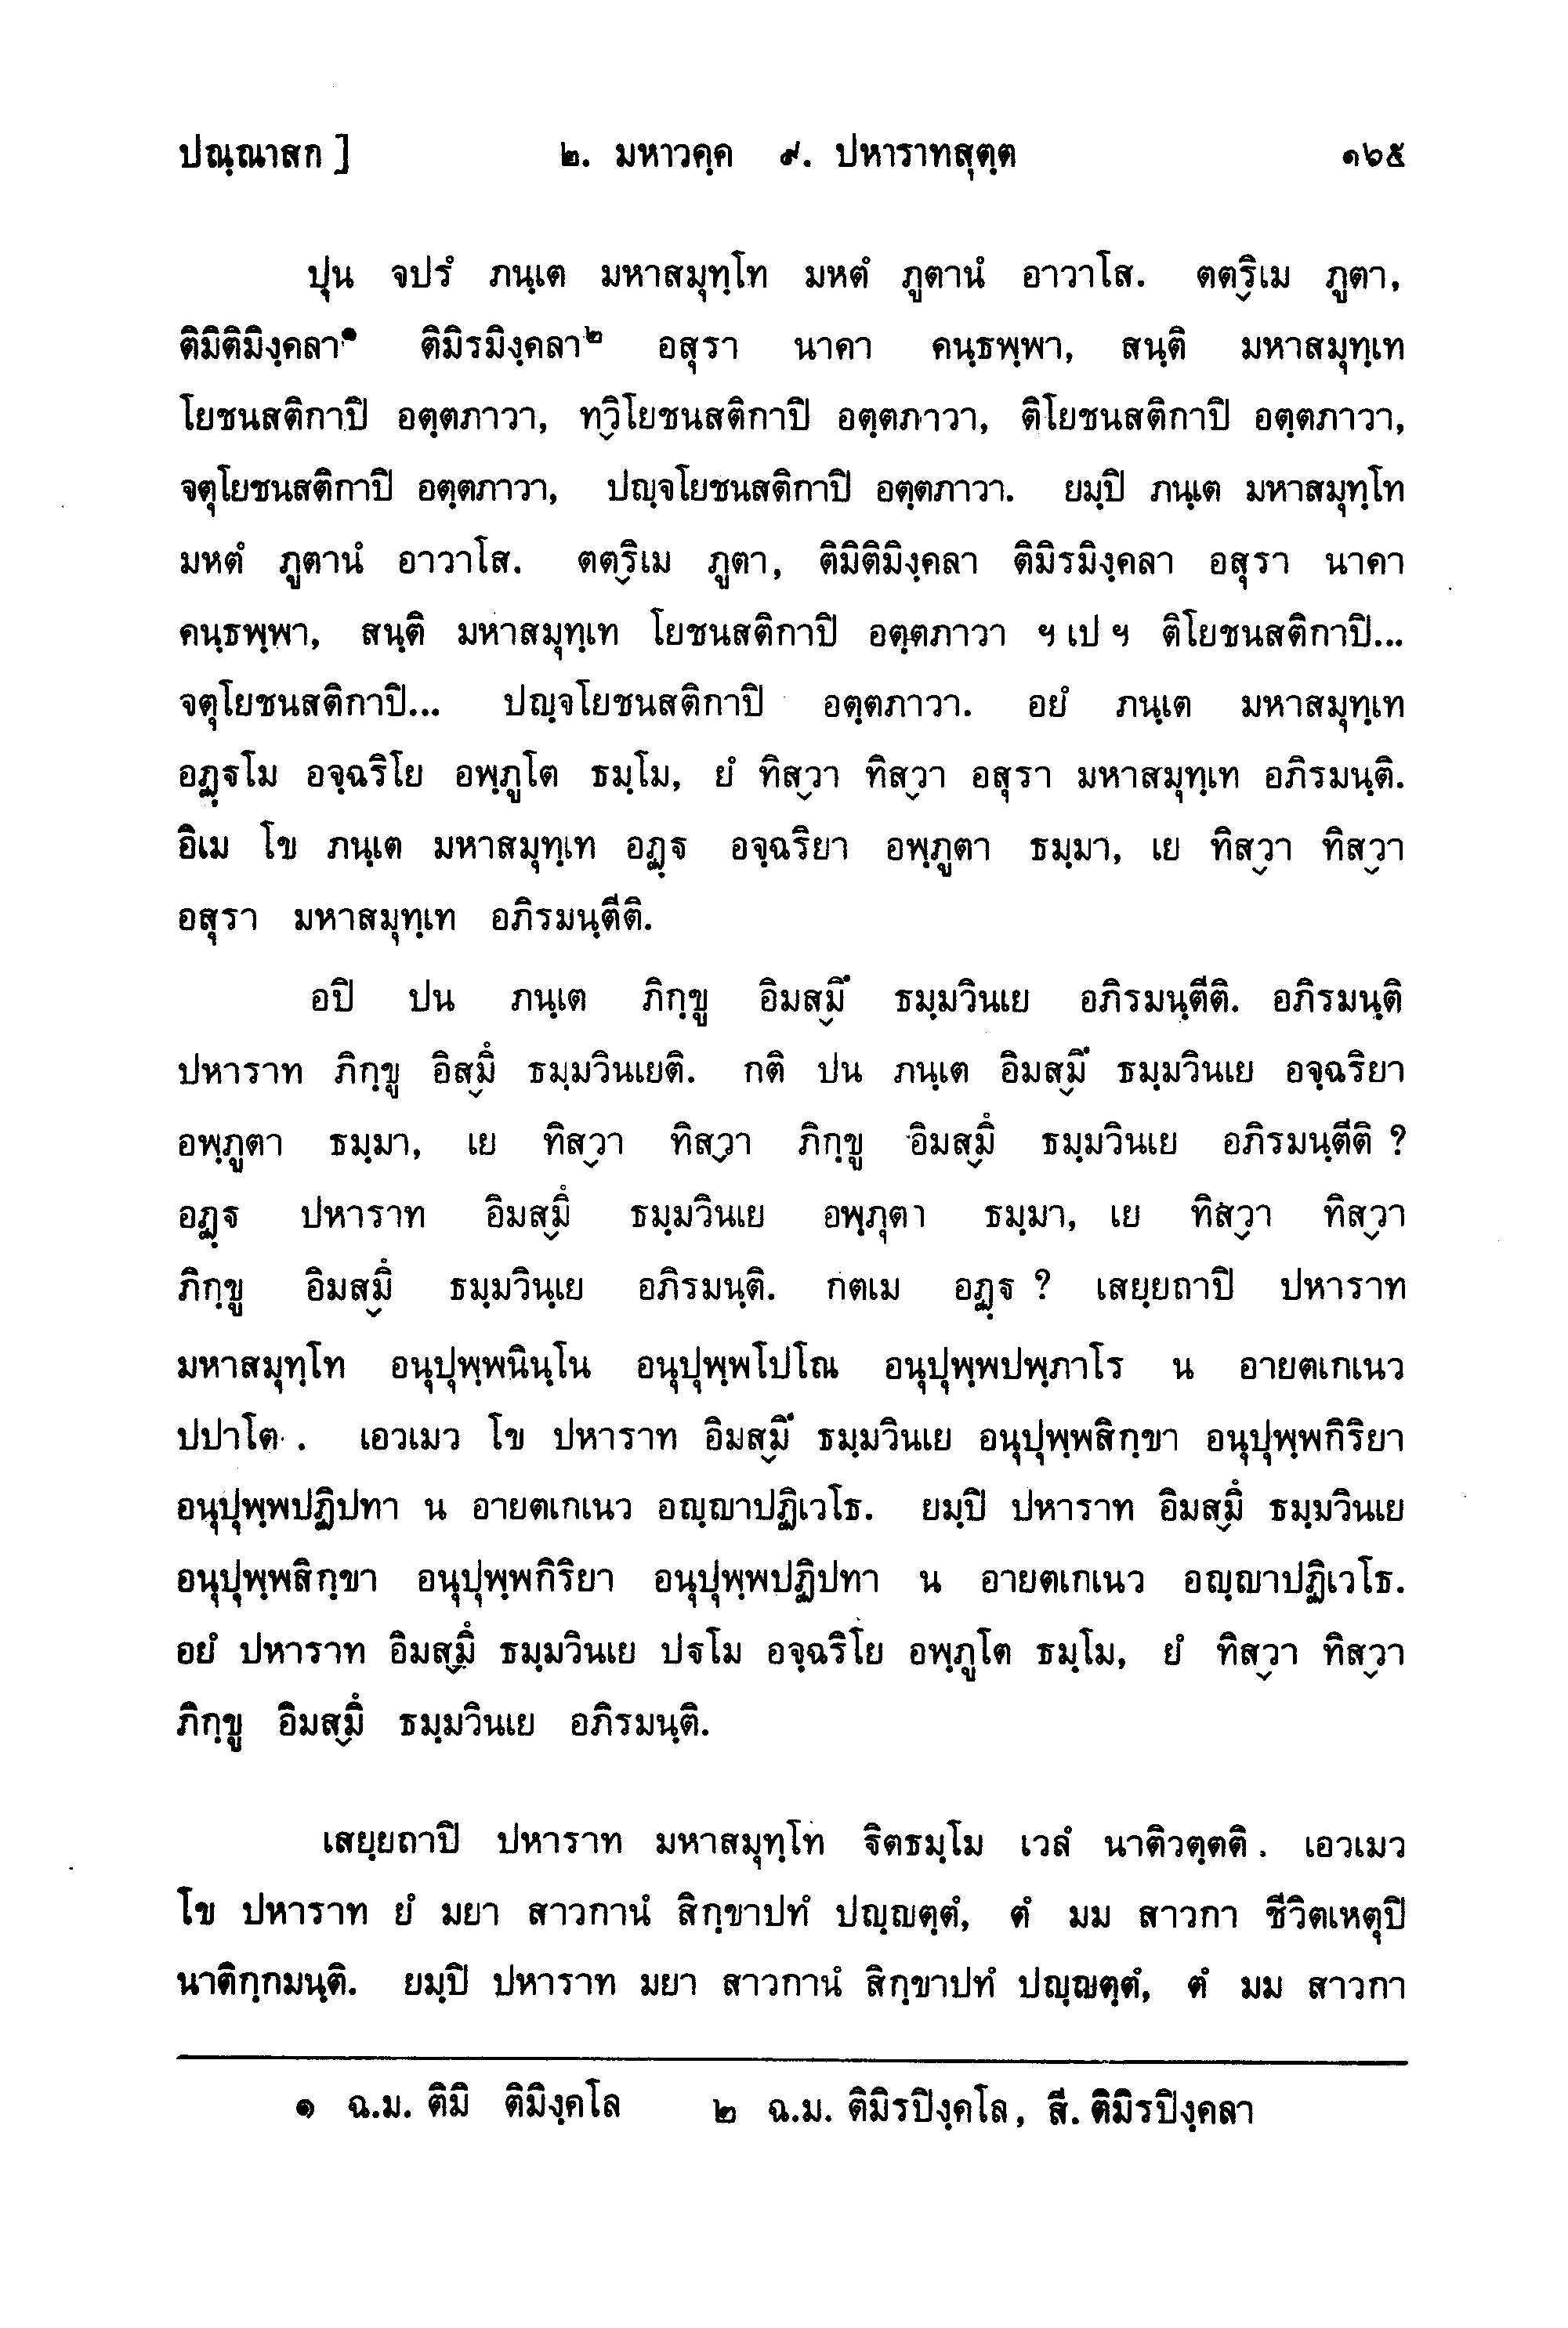 ปณฺณาสก]	๒. มหาวคฺค ๙. ปหาราทสุตฺต	๑๖๕
ปุน จปรํ ภนฺเต มหาสมุทฺโท มหตํ ภูตานํ อาวาโส. ตตฺริเม ภูตา,
ติมิติมิงฺคลา๑ ติมิรมิงฺคลา๒ อสุรา นาคา คนฺธพฺพา, สนฺติ มหาสมุทฺเท
โยชนสติกาปิ อตฺตภาวา, ทฺวิโยชนสติกาปิ อตฺตภาวา, ติโยชนสติกาปิ อตฺตภาวา,
จตุโยชนสติกาปิ อตฺตภาวา, ปญฺจโยชนสติกาปิ อตฺตภาวา. ยมฺปิ ภนฺเต มหาสมุทฺโท
มหตํ ภูตานํ อาวาโส. ตตฺริเม ภูตา, ติมิติมิงฺคลา ติมิรมิงฺคลา อสุรา นาคา
คนฺธพฺพา, สนฺติ มหาสมุทฺเท โยชนสติกาปิ อตฺตภาวา ฯ เป ฯ ติโยชนสติกาปิ...
จตุโยชนสติกาปิ... ปญฺจโยชนสติกาปิ อตฺตภาวา. อยํ ภนฺเต มหาสมุทฺเท
อฏฺฐโม อจฺฉริโย อพฺภูโต ธมฺโม, ยํ ทิสฺวา ทิสฺวา อสุรา มหาสมุทฺเท อภิรมนฺติ.
อิเม โข ภนฺเต มหาสมุทฺเท อฏฺฐ อจฺฉริยา อพฺภูตา ธมฺมา, เย ทิสฺวา ทิสฺวา
อสุรา มหาสมุทฺเท อภิรมนฺตีติ.
อปิ ปน ภนฺเต ภิกฺขู อิมสฺมึ ธมฺมวินเย อภิรมนฺตีติ. อภิรมนฺติ
ปหาราท ภิกฺขู อิสฺมึ ธมฺมวินเยติ. กติ ปน ภนฺเต อิมสฺมึ ธมฺมวินเย อจฺฉริยา
อพฺภูตา ธมฺมา, เย ทิสฺวา ทิสฺวา ภิกฺขู อิมสฺมึ ธมฺมวินเย อภิรมนฺตีติ ?
อฏฺฐ ปหาราท อิมสฺมึ ธมฺมวินเย อพฺภุตา ธมฺมา, เย ทิสฺวา ทิสฺวา
ภิกฺขู อิมสฺมึ ธมฺมวินฺเย อภิรมนฺติ. กตเม อฏฺฐ ? เสยฺยถาปิ ปหาราท
มหาสมุทฺโท อนุปุพฺพนินฺโน อนุปุพฺพโปโณ อนุปุพฺพปพฺภาโร น อายตเกเนว
ปปาโต. เอวเมว โข ปหาราท อิมสฺมึ ธมฺมวินเย อนุปุพฺพสิกฺขา อนุปุพฺพกิริยา
อนุปุพฺพปฏิปทา น อายตเกเนว อญฺญาปฏิเวโธ. ยมฺปิ ปหาราท อิมสฺมึ ธมฺมวินเย
อนุปุพฺพสิกฺขา อนุปุพฺพกิริยา อนุปุพฺพปฏิปทา น อายตเกเนว อญฺญาปฏิเวโธ.
อยํ ปหาราท อิมสฺมึ ธมฺมวินเย ปฐโม อจฺฉริโย อพฺภูโต ธมฺโม, ยํ ทิสฺวา ทิสฺวา
ภิกฺขู อิมสฺมึ ธมฺมวินเย อภิรมนฺติ.
เสยฺยถาปิ ปหาราท มหาสมุทฺโท ฐิตธมฺโม เวลํ นาติวตฺตติ. เอวเมว
โข ปหาราท ยํ มยา สาวกานํ สิกฺขาปทํ ปญฺญตฺตํ, ตํ มม สาวกา ชีวิตเหตุปิ
นาติกฺกมนฺติ. ยมฺปิ ปหาราท มยา สาวกานํ สิกฺขาปทํ ปญฺญตฺตํ, ตํ มม สาวกา
๑ ฉ.ม. ติมิ ติมิงฺคโล	๒ ฉ.ม. ติมิรปิงฺคโล, สี. ติมิรปิงฺคลา